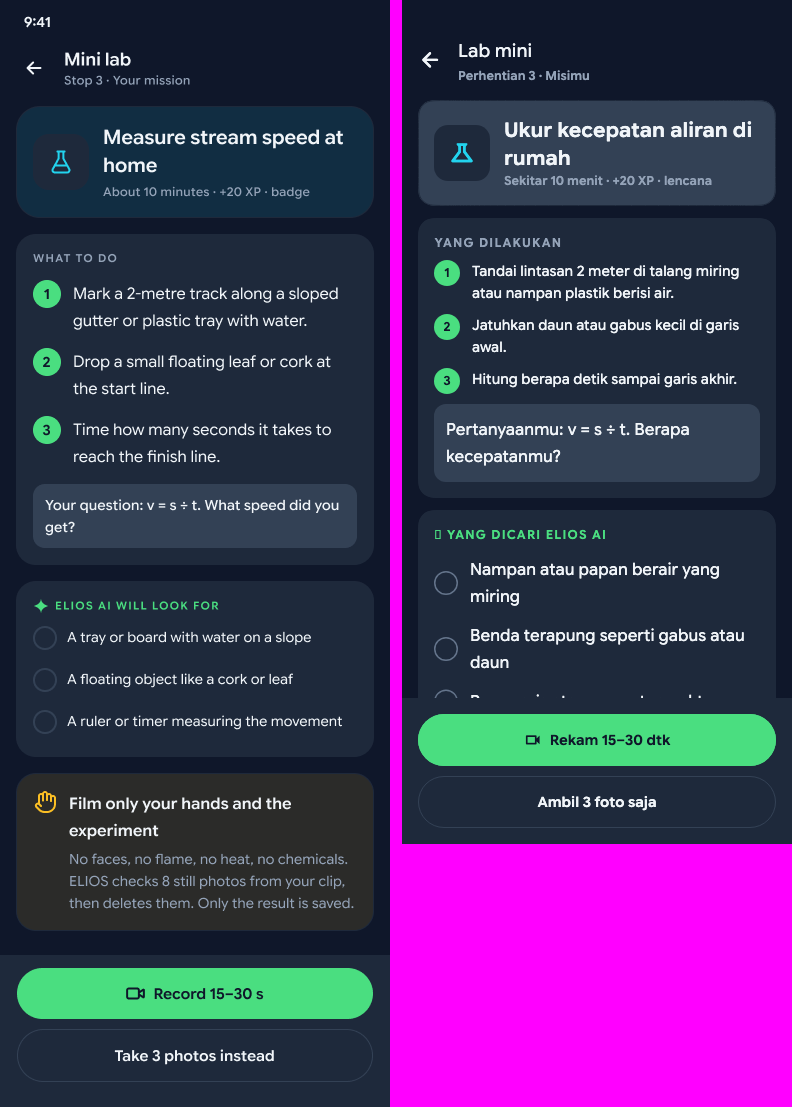 9:41
Mini lab
Stop 3 · Your mission
Measure stream speed at
home
About 10 minutes · +20 XP · badge
WHAT TO DO
1 Mark a 2-metre track along a sloped
gutter or plastic tray with water.
2 Drop a small floating leaf or cork at
the start line.
3 Time how many seconds it takes to
reach the finish line.
Your question: v = s ÷ t. What speed did you
get?
ELIOS AI WILL LOOK FOR
A tray or board with water on a slope
A floating object like a cork or leaf
A ruler or timer measuring the movement
Film only your hands and the
experiment
No faces, no flame, no heat, no chemicals.
ELIOS checks 8 still photos from your clip,
then deletes them. Only the result is saved.
Record 15–30 s
Take 3 photos instead
Lab mini
Perhentian 3 · Misimu
Ukur kecepatan aliran di
rumah
Sekitar 10 menit · +20 XP · lencana
YANG DILAKUKAN
1 Tandai lintasan 2 meter di talang miring
atau nampan plastik berisi air.
2 Jatuhkan daun atau gabus kecil di garis
awal.
3 Hitung berapa detik sampai garis akhir.
Pertanyaanmu: v = s ÷ t. Berapa
kecepatanmu?
YANG DICARI ELIOS AI
Nampan atau papan berair yang
miring
Benda terapung seperti gabus atau
daun
Rekam 15–30 dtk
Ambil 3 foto saja